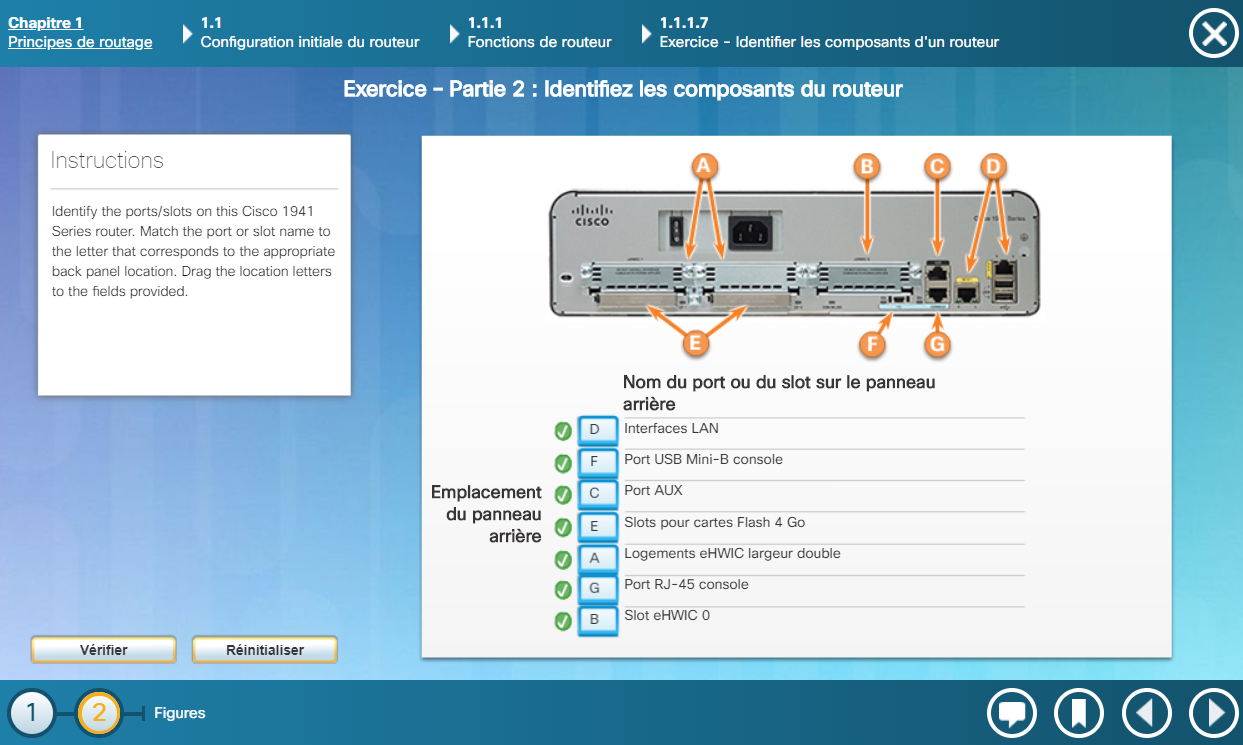 Chapitre 1
Principes de routage
1.1
Configuration initiale du routeur
1.1.1
Fonctions de routeur
1.1.1.7
Exercice – Identifier les composants d'un routeur
Exercice – Partie 2 : Identifiez les composants du routeur
Instructions
Identify the ports/slots on this Cisco 1941
Series router. Match the port or slot name to
the letter that corresponds to the appropriate
back panel location. Drag the location letters
to the fields provided.
A
B
C
D
CISCO
Series
E
F
G
Nom du port ou du slot sur le panneau
arrière
Emplacement
du panneau
arrière
D Interfaces LAN
F Port USB Mini-B console
C Port AUX
E Slots pour cartes Flash 4 Go
A Logements eHWIC largeur double
G Port RJ-45 console
B Slot eHWIC 0
Vérifier
Réinitialiser
1
2
Figures